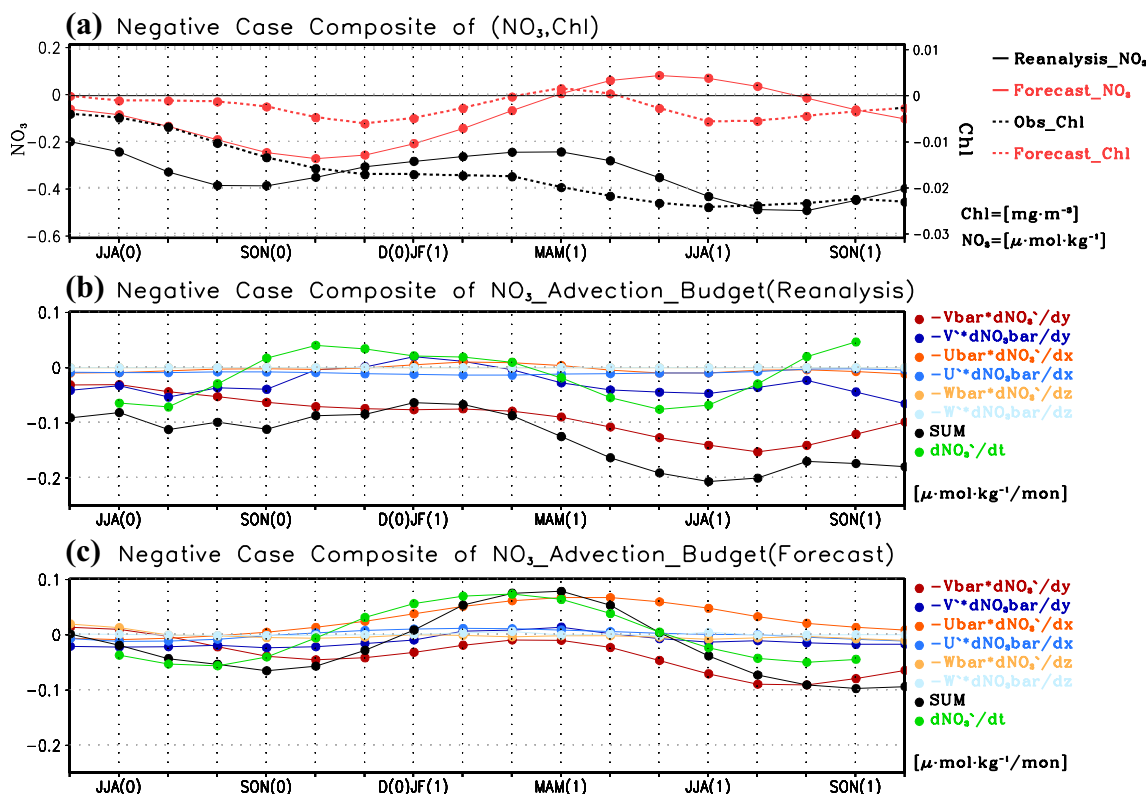 (a) Negative Case Composite of (NO₃,Chl)
0.2
0
−0.2
−0.4
−0.6
NO₃
0.01
0
−0.01
−0.02
−0.03
Chl
JJA(0) SON(0) D(0)JF(1) MAM(1) JJA(1) SON(1)
Reanalysis_NO₃
Forecast_NO₃
Obs_Chl
Forecast_Chl
Chl=[mg·m⁻³]
NO₃=[μ·mol·kg⁻¹]
(b) Negative Case Composite of NO₃_Advection_Budget(Reanalysis)
0.1
0
−0.1
−0.2
JJA(0) SON(0) D(0)JF(1) MAM(1) JJA(1) SON(1)
−Vbar*dNO₃`/dy
−V`*dNO₃bar/dy
−Ubar*dNO₃`/dx
−U`*dNO₃bar/dx
−Wbar*dNO₃`/dz
−W`*dNO₃bar/dz
SUM
dNO₃`/dt
[μ·mol·kg⁻¹/mon]
(c) Negative Case Composite of NO₃_Advection_Budget(Forecast)
0.1
0
−0.1
−0.2
JJA(0) SON(0) D(0)JF(1) MAM(1) JJA(1) SON(1)
−Vbar*dNO₃`/dy
−V`*dNO₃bar/dy
−Ubar*dNO₃`/dx
−U`*dNO₃bar/dx
−Wbar*dNO₃`/dz
−W`*dNO₃bar/dz
SUM
dNO₃`/dt
[μ·mol·kg⁻¹/mon]